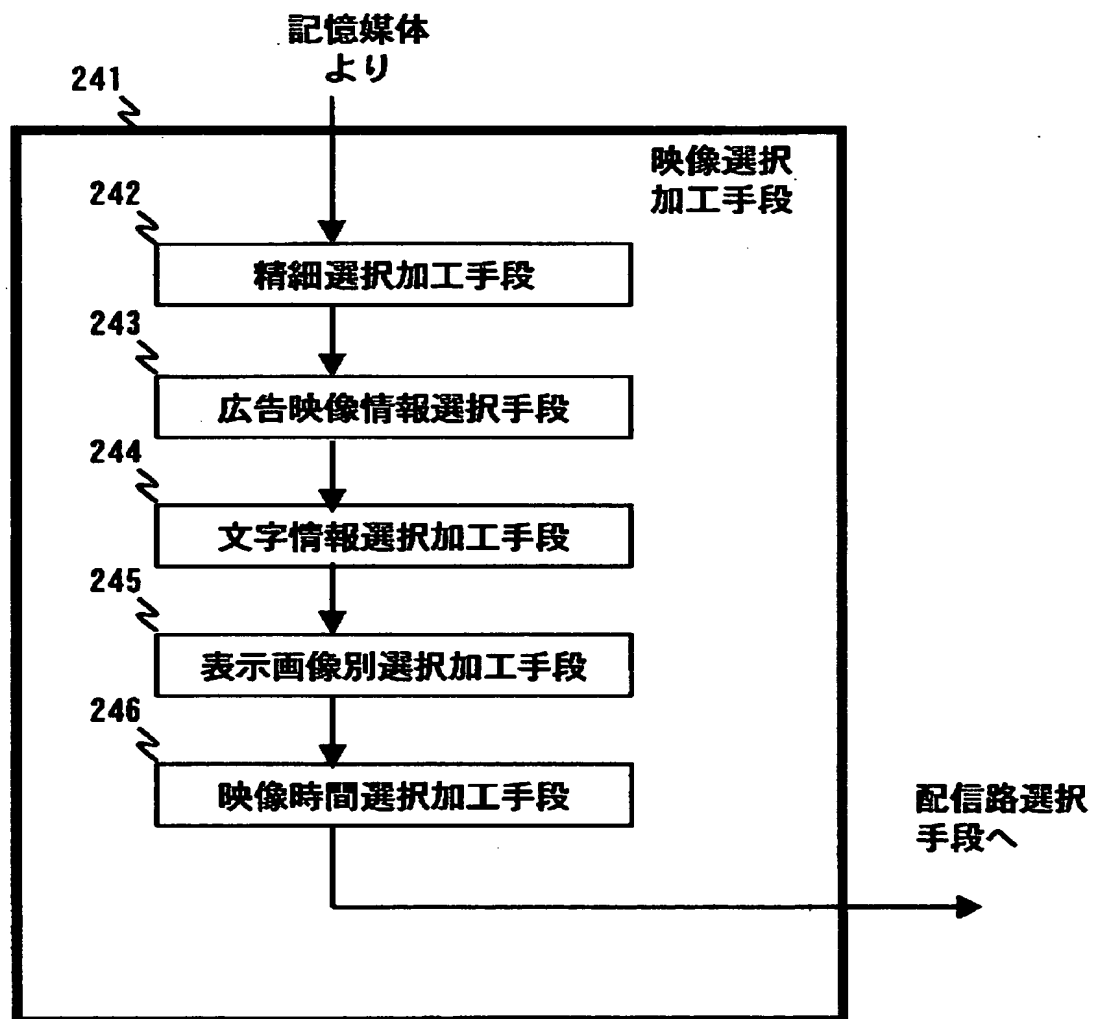 記憶媒体
より
241
映像選択
加工手段
242
精細選択加工手段
243
広告映像情報選択手段
244
文字情報選択加工手段
245
表示画像別選択加工手段
246
映像時間選択加工手段
配信路選択
手段へ